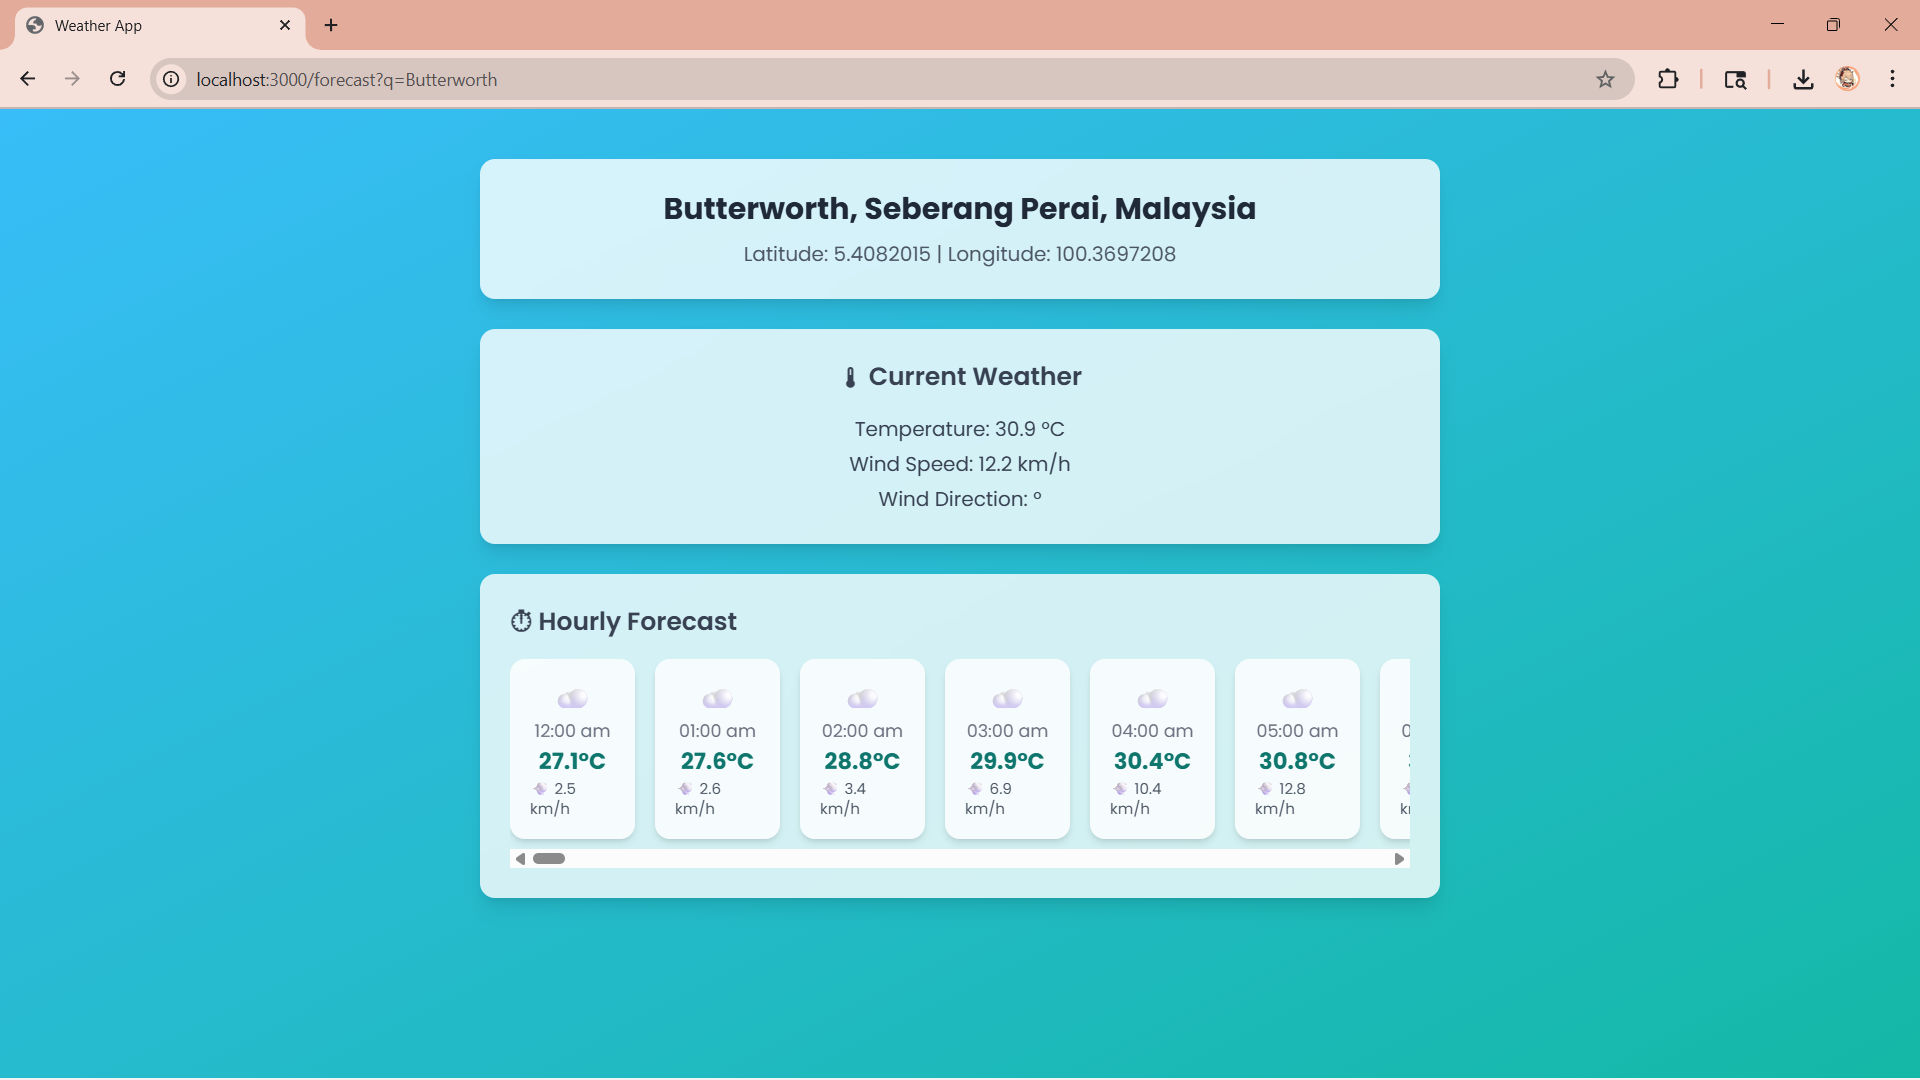 Weather App
localhost:3000/forecast?q=Butterworth
Butterworth, Seberang Perai, Malaysia
Latitude: 5.4082015 | Longitude: 100.3697208
Current Weather
Temperature: 30.9 °C
Wind Speed: 12.2 km/h
Wind Direction: °
Hourly Forecast
12:00 am
27.1°C
2.5
km/h
01:00 am
27.6°C
2.6
km/h
02:00 am
28.8°C
3.4
km/h
03:00 am
29.9°C
6.9
km/h
04:00 am
30.4°C
10.4
km/h
05:00 am
30.8°C
12.8
km/h